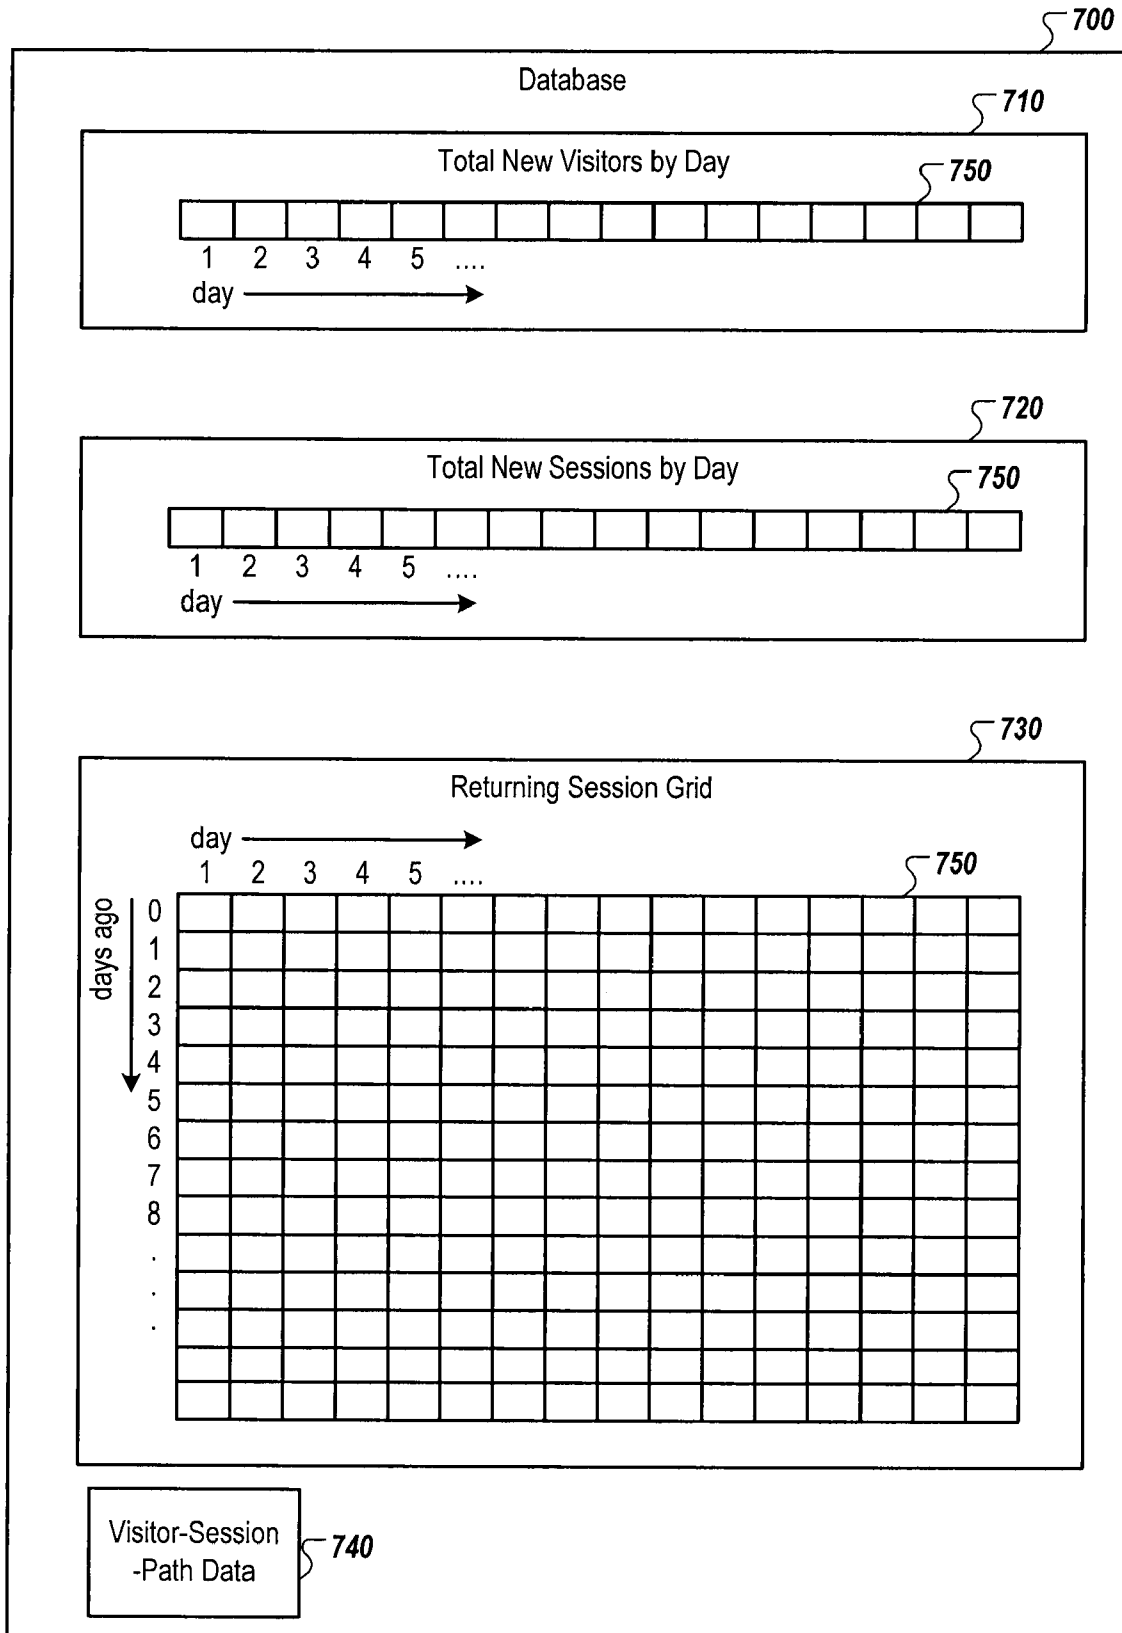 700
Database
710
Total New Visitors by Day
750
1 2 3 4 5 ....
day
720
Total New Sessions by Day
750
1 2 3 4 5 ....
day
730
Returning Session Grid
day
1 2 3 4 5 ....
750
days ago
0
1
2
3
4
5
6
7
8
.
.
.
Visitor-Session
-Path Data
740